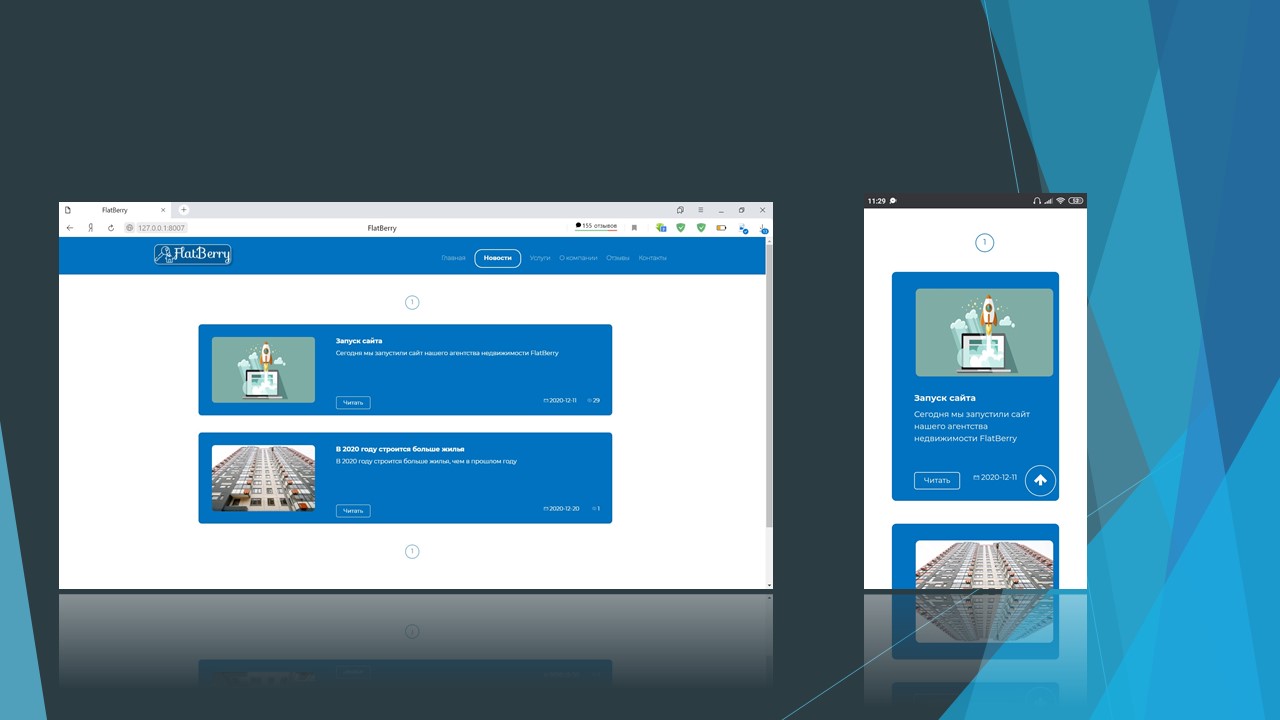 FlatBerry
127.0.0.1:8007
FlatBerry
155 отзывов
FlatBerry
Главная
Новости
Услуги
О компании
Отзывы
Контакты
1
Запуск сайта
Сегодня мы запустили сайт нашего агентства недвижимости FlatBerry
Читать
2020-12-11
29
В 2020 году строится больше жилья
В 2020 году строится больше жилья, чем в прошлом году
Читать
2020-12-20
1
1
11:29
1
Запуск сайта
Сегодня мы запустили сайт
нашего агентства
недвижимости FlatBerry
Читать
2020-12-11